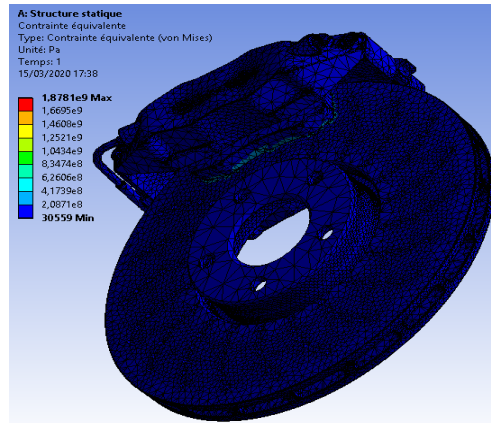 A: Structure statique
Contrainte équivalente
Type: Contrainte équivalente (von Mises)
Unité: Pa
Temps: 1
15/03/2020 17:38
1,8781e9 Max
1,6695e9
1,4608e9
1,2521e9
1,0434e9
8,3474e8
6,2606e8
4,1739e8
2,0871e8
30559 Min